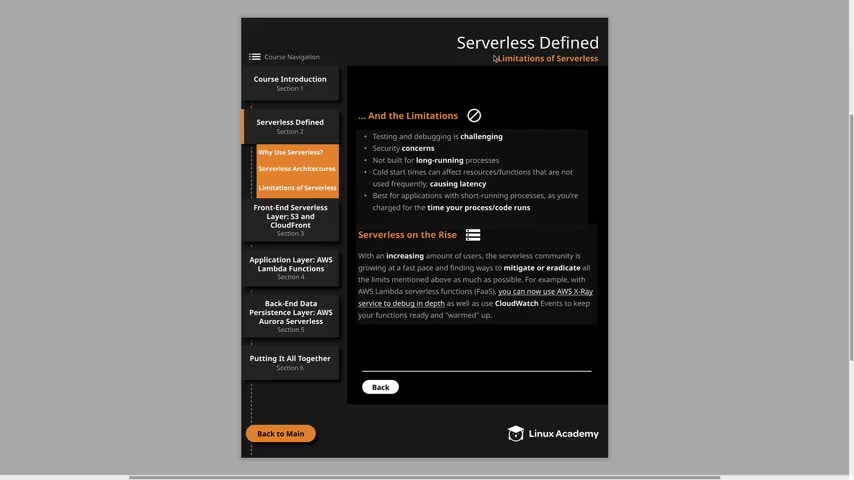 Serverless Defined
Limitations of Serverless
Course Navigation
Course Introduction
Section 1
Serverless Defined
Section 2
Why Use Serverless?
Serverless Architectures
Limitations of Serverless
Front-End Serverless
Layer: S3 and
CloudFront
Section 3
Application Layer: AWS
Lambda Functions
Section 4
Back-End Data
Persistence Layer: AWS
Aurora Serverless
Section 5
Putting It All Together
Section 6
Back to Main
... And the Limitations
• Testing and debugging is challenging
• Security concerns
• Not built for long-running processes
• Cold start times can affect resources/functions that are not
used frequently, causing latency
• Best for applications with short-running processes, as you're
charged for the time your process/code runs
Serverless on the Rise
With an increasing amount of users, the serverless community is
growing at a fast pace and finding ways to mitigate or eradicate all
the limits mentioned above as much as possible. For example, with
AWS Lambda serverless functions (FaaS), you can now use AWS X-Ray
service to debug in depth as well as use CloudWatch Events to keep
your functions ready and "warmed" up.
Back
Linux Academy